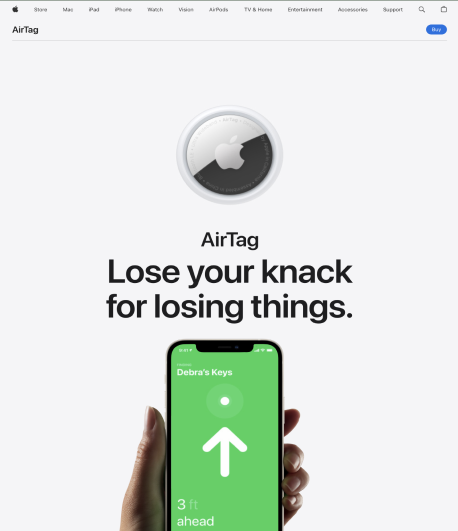 Store Mac iPad iPhone Watch Vision AirPods TV & Home Entertainment Accessories Support
AirTag
Buy
AirTag
Lose your knack
for losing things.
Debra's Keys
3 ft
ahead